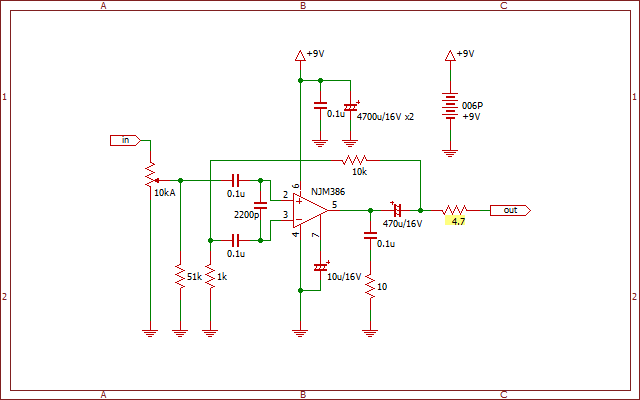 A B C
+9V +9V
1 1
0.1u 4700u/16V x2
006P
+9V
in
10k
10kA
0.1u
6
NJM386
2
+
5
out
2200p
3
−
470u/16V
4.7
4
7
0.1u
0.1u
51k 1k
10u/16V
10
2 2
A B C